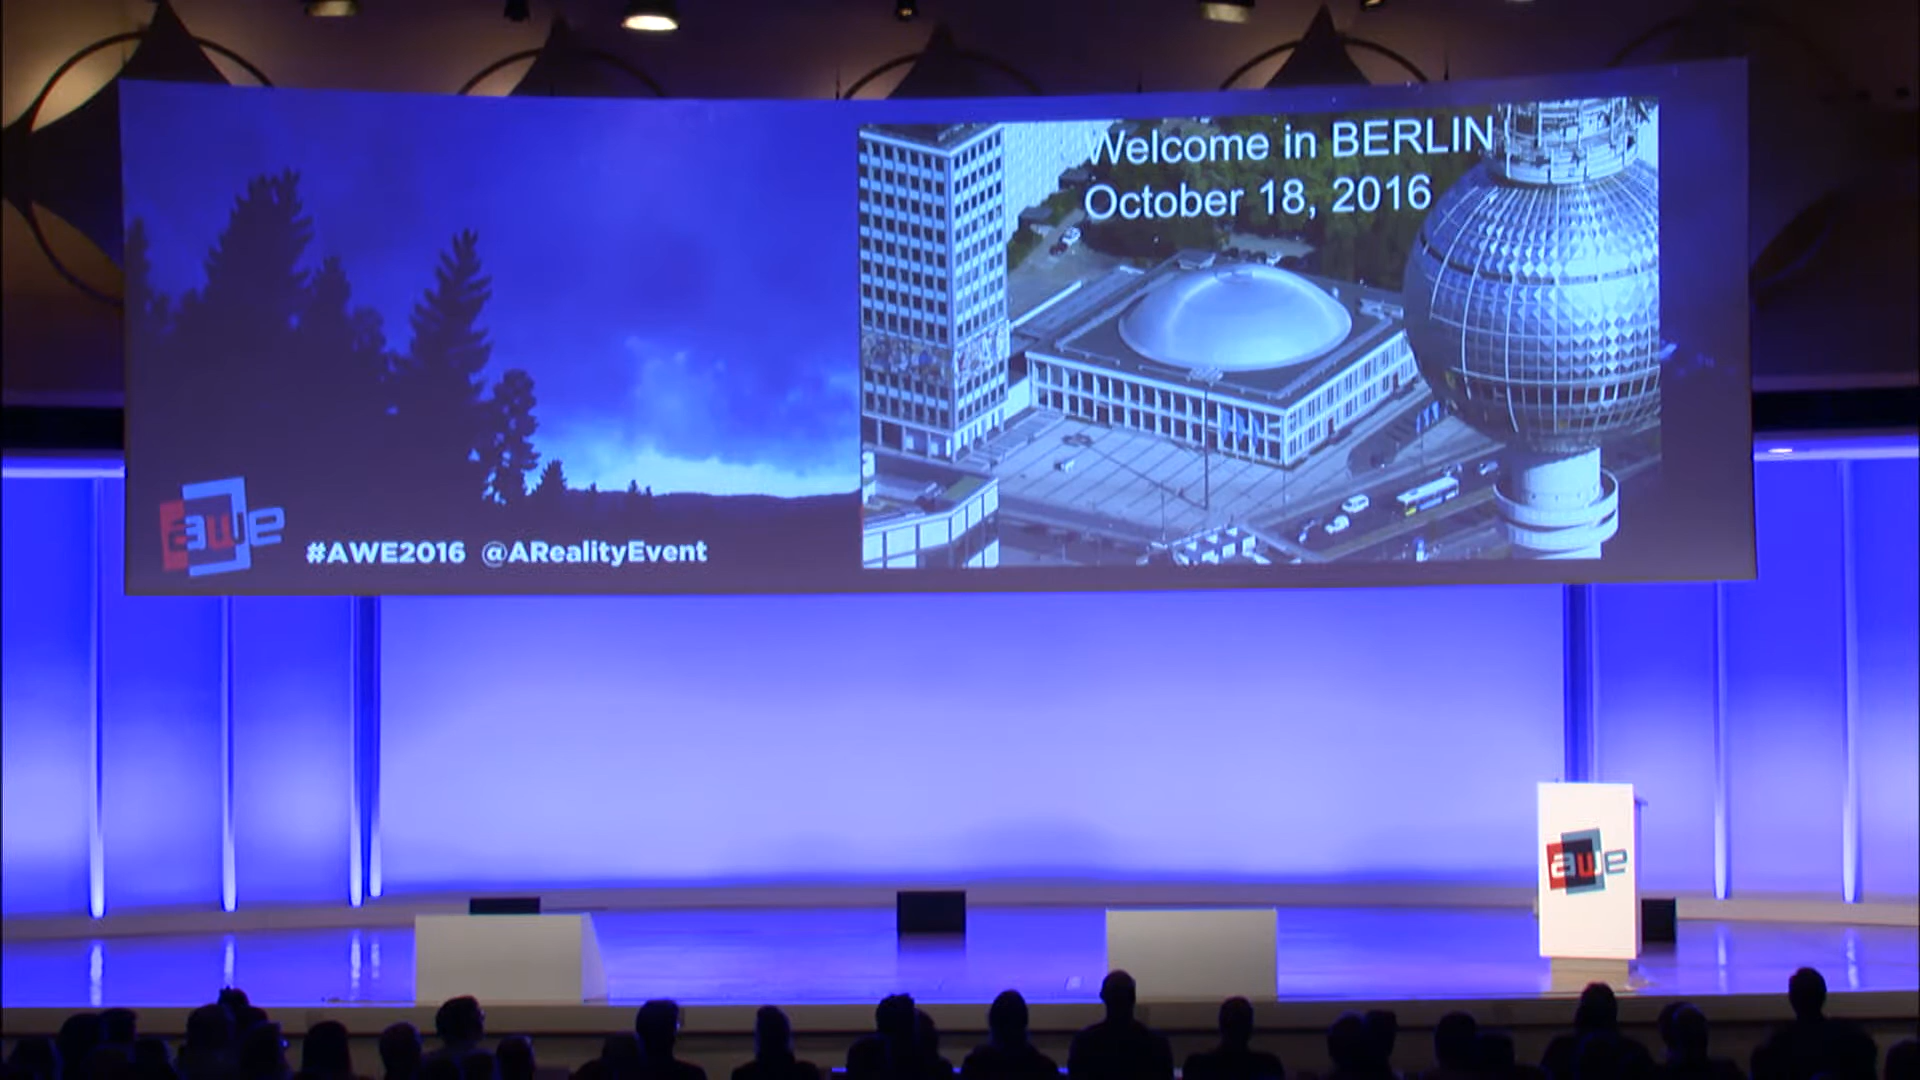 Welcome in BERLIN
October 18, 2016
awe
#AWE2016 @ARealityEvent
awe